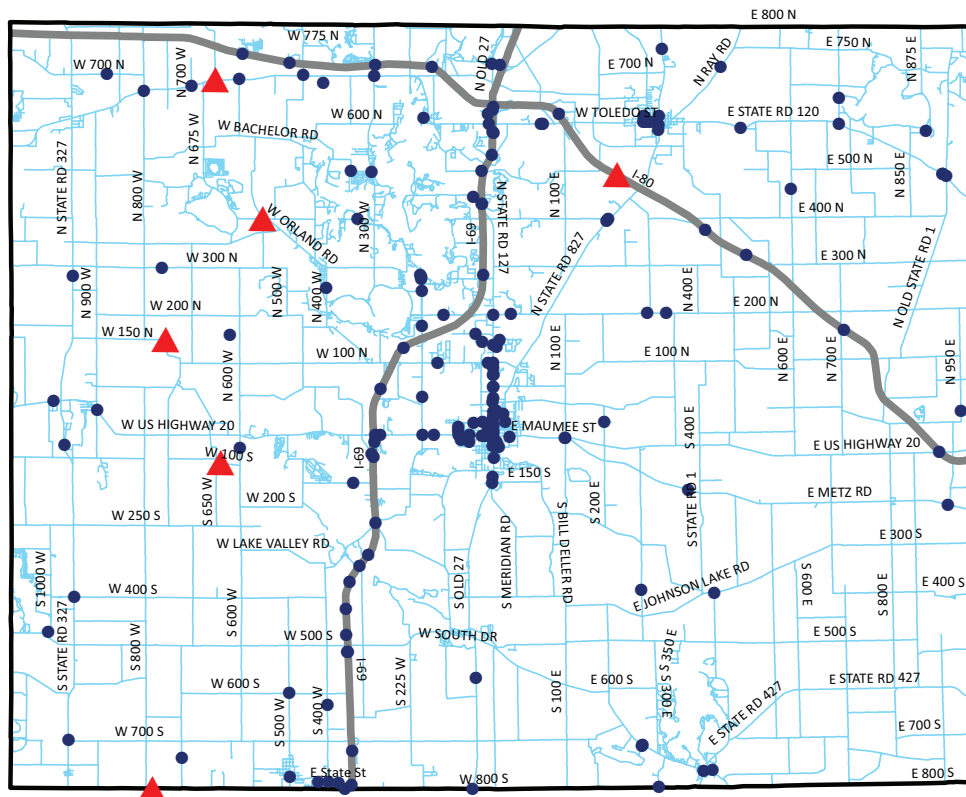 E 800 N
W 775 N
E 750 N
N 875 E
N OLD 27
N RAY RD
W 700 N
E 700 N
N 700 W
W TOLEDO ST
E STATE RD 120
W 600 N
W BACHELOR RD
N 675 W
E 500 N
I-80
N 850 E
N 800 W
N STATE RD 327
N 100 E
E 400 N
N STATE RD 127
N 300 W
W ORLAND RD
I-69
N STATE RD 827
N OLD STATE RD 1
W 300 N
E 300 N
N 900 W
N 500 W
N 400 W
N 400 E
W 200 N
E 200 N
W 150 N
W 100 N
N 100 E
E 100 N
N 600 E
N 700 E
N 950 E
N 600 W
W US HIGHWAY 20
E MAUMEE ST
S 400 E
E US HIGHWAY 20
W 100 S
I-69
E 150 S
S 650 W
W 200 S
S 200 E
E METZ RD
STATE RD 1
W 250 S
S MERIDIAN RD
S BILL DELLER RD
W LAKE VALLEY RD
E 300 S
S 1000 W
S OLD 27
E JOHNSON LAKE RD
S 609 E
S 800 E
E 400 S
W 400 S
S 600 W
S STATE RD 327
S 800 W
W 500 S
W SOUTH DR
E 500 S
S 350 E
I-69
S 225 W
W 600 S
S 100 E
E 600 S
S 300 E
E STATE RD 427
S 500 W
S 400 W
E STATE RD 427
W 700 S
E 700 S
E State St
W 800 S
E 800 S